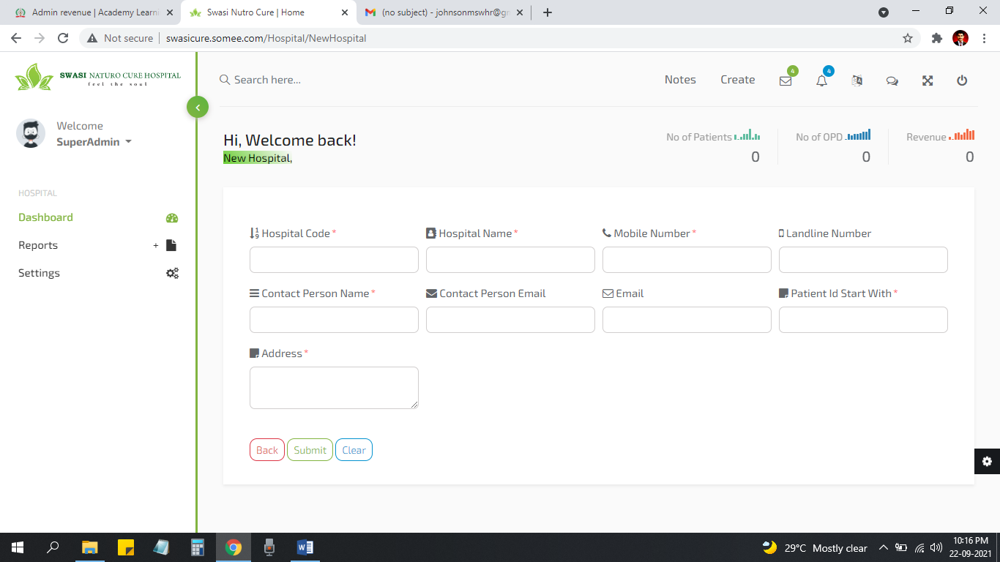 Admin revenue | Academy Learni
Swasi Nutro Cure | Home
(no subject) - johnsonmswhr@gm
Not secure | swasicure.somee.com/Hospital/NewHospital
SWASI NATURO CURE HOSPITAL
feel the soul
Search here...
Notes
Create
4
4
Welcome
SuperAdmin
Hi, Welcome back!
New Hospital,
No of Patients
0
No of OPD
0
Revenue
0
HOSPITAL
Dashboard
Reports +
Settings
Hospital Code *
Hospital Name *
Mobile Number *
Landline Number
Contact Person Name *
Contact Person Email
Email
Patient Id Start With *
Address *
Back
Submit
Clear
29°C Mostly clear
10:16 PM
22-09-2021